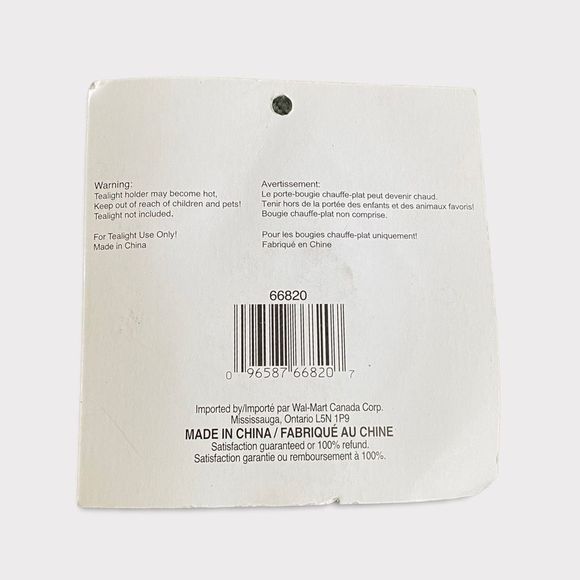 Warning:
Tealight holder may become hot,
Keep out of reach of children and pets!
Tealight not included.
For Tealight Use Only!
Made in China
Avertissement:
Le porte-bougie chauffe-plat peut devenir chaud.
Tenir hors de la portée des enfants et des animaux favoris!
Bougie chauffe-plat non comprise.
Pour les bougies chauffe-plat uniquement!
Fabriqué en Chine
66820
0 96587 66820 7
Imported by/Importé par Wal-Mart Canada Corp.
Mississauga, Ontario L5N 1P9
MADE IN CHINA / FABRIQUÉ AU CHINE
Satisfaction guaranteed or 100% refund.
Satisfaction garantie ou remboursement à 100%.